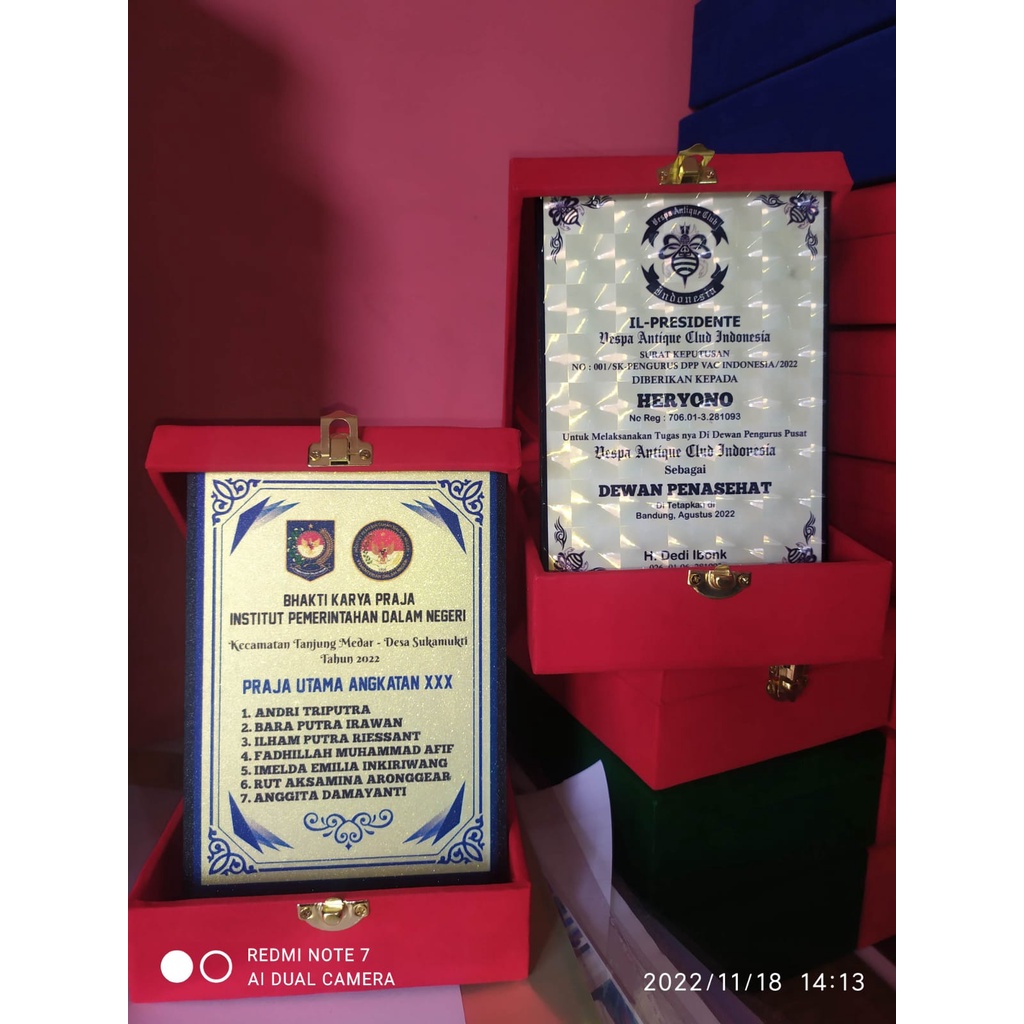 BHAKTI KARYA PRAJA
INSTITUT PEMERINTAHAN DALAM NEGERI
Kecamatan Tanjung Medar - Desa Sukamukti
Tahun 2022
PRAJA UTAMA ANGKATAN XXX
1. ANDRI TRIPUTRA
2. BARA PUTRA IRAWAN
3. ILHAM PUTRA RIESSANT
4. FADHILLAH MUHAMMAD AFIF
5. IMELDA EMILIA INKIRIWANG
6. RUT AKSAMINA ARONGGEAR
7. ANGGITA DAMAYANTI
Vespa Antique Club
Indonesia
IL-PRESIDENTE
Vespa Antique Clud Indonesia
SURAT KEPUTUSAN
NO : 001/SK-PENGURUS DPP VAC INDONESIA/2022
DIBERIKAN KEPADA
HERYONO
No Reg : 706.01-3.281093
Untuk Melaksanakan Tugas nya Di Dewan Pengurus Pusat
Vespa Antique Clud Indonesia
Sebagai
DEWAN PENASEHAT
Di Tetapkan di
Bandung, Agustus 2022
H. Dedi Ibonk
REDMI NOTE 7
AI DUAL CAMERA
2022/11/18 14:13